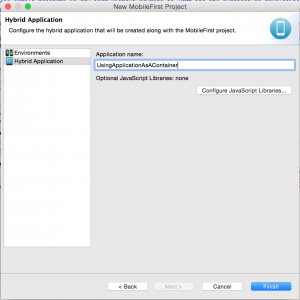 New MobileFirst Project
Hybrid Application
Configure the hybrid application that will be created along with the MobileFirst project.
Environments
Hybrid Application
Application name:
UsingApplicationAsAContainer
Optional JavaScript Libraries: none
Configure JavaScript Libraries...
?
< Back
Next >
Cancel
Finish